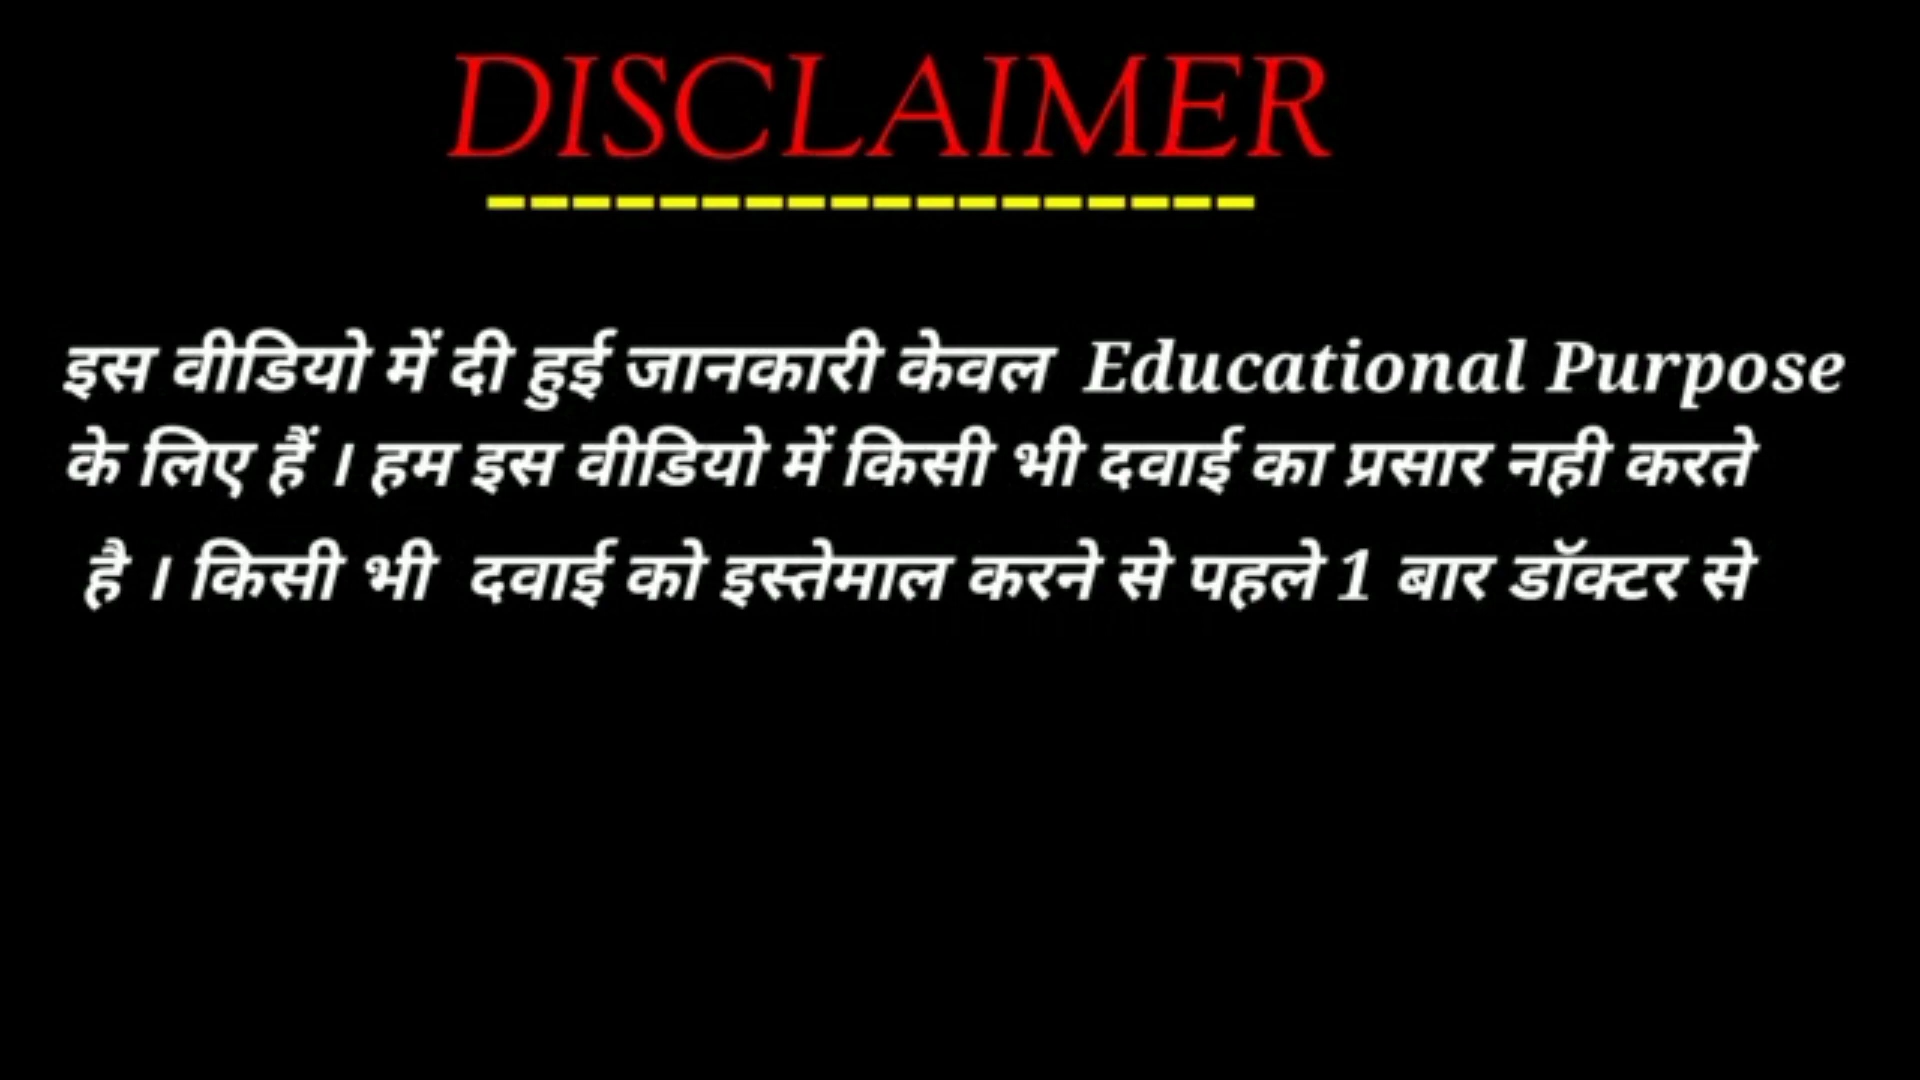 DISCLAIMER
------------------
इस वीडियो में दी हुई जानकारी केवल Educational Purpose
के लिए हैं । हम इस वीडियो में किसी भी दवाई का प्रसार नही करते
है । किसी भी दवाई को इस्तेमाल करने से पहले 1 बार डॉक्टर से